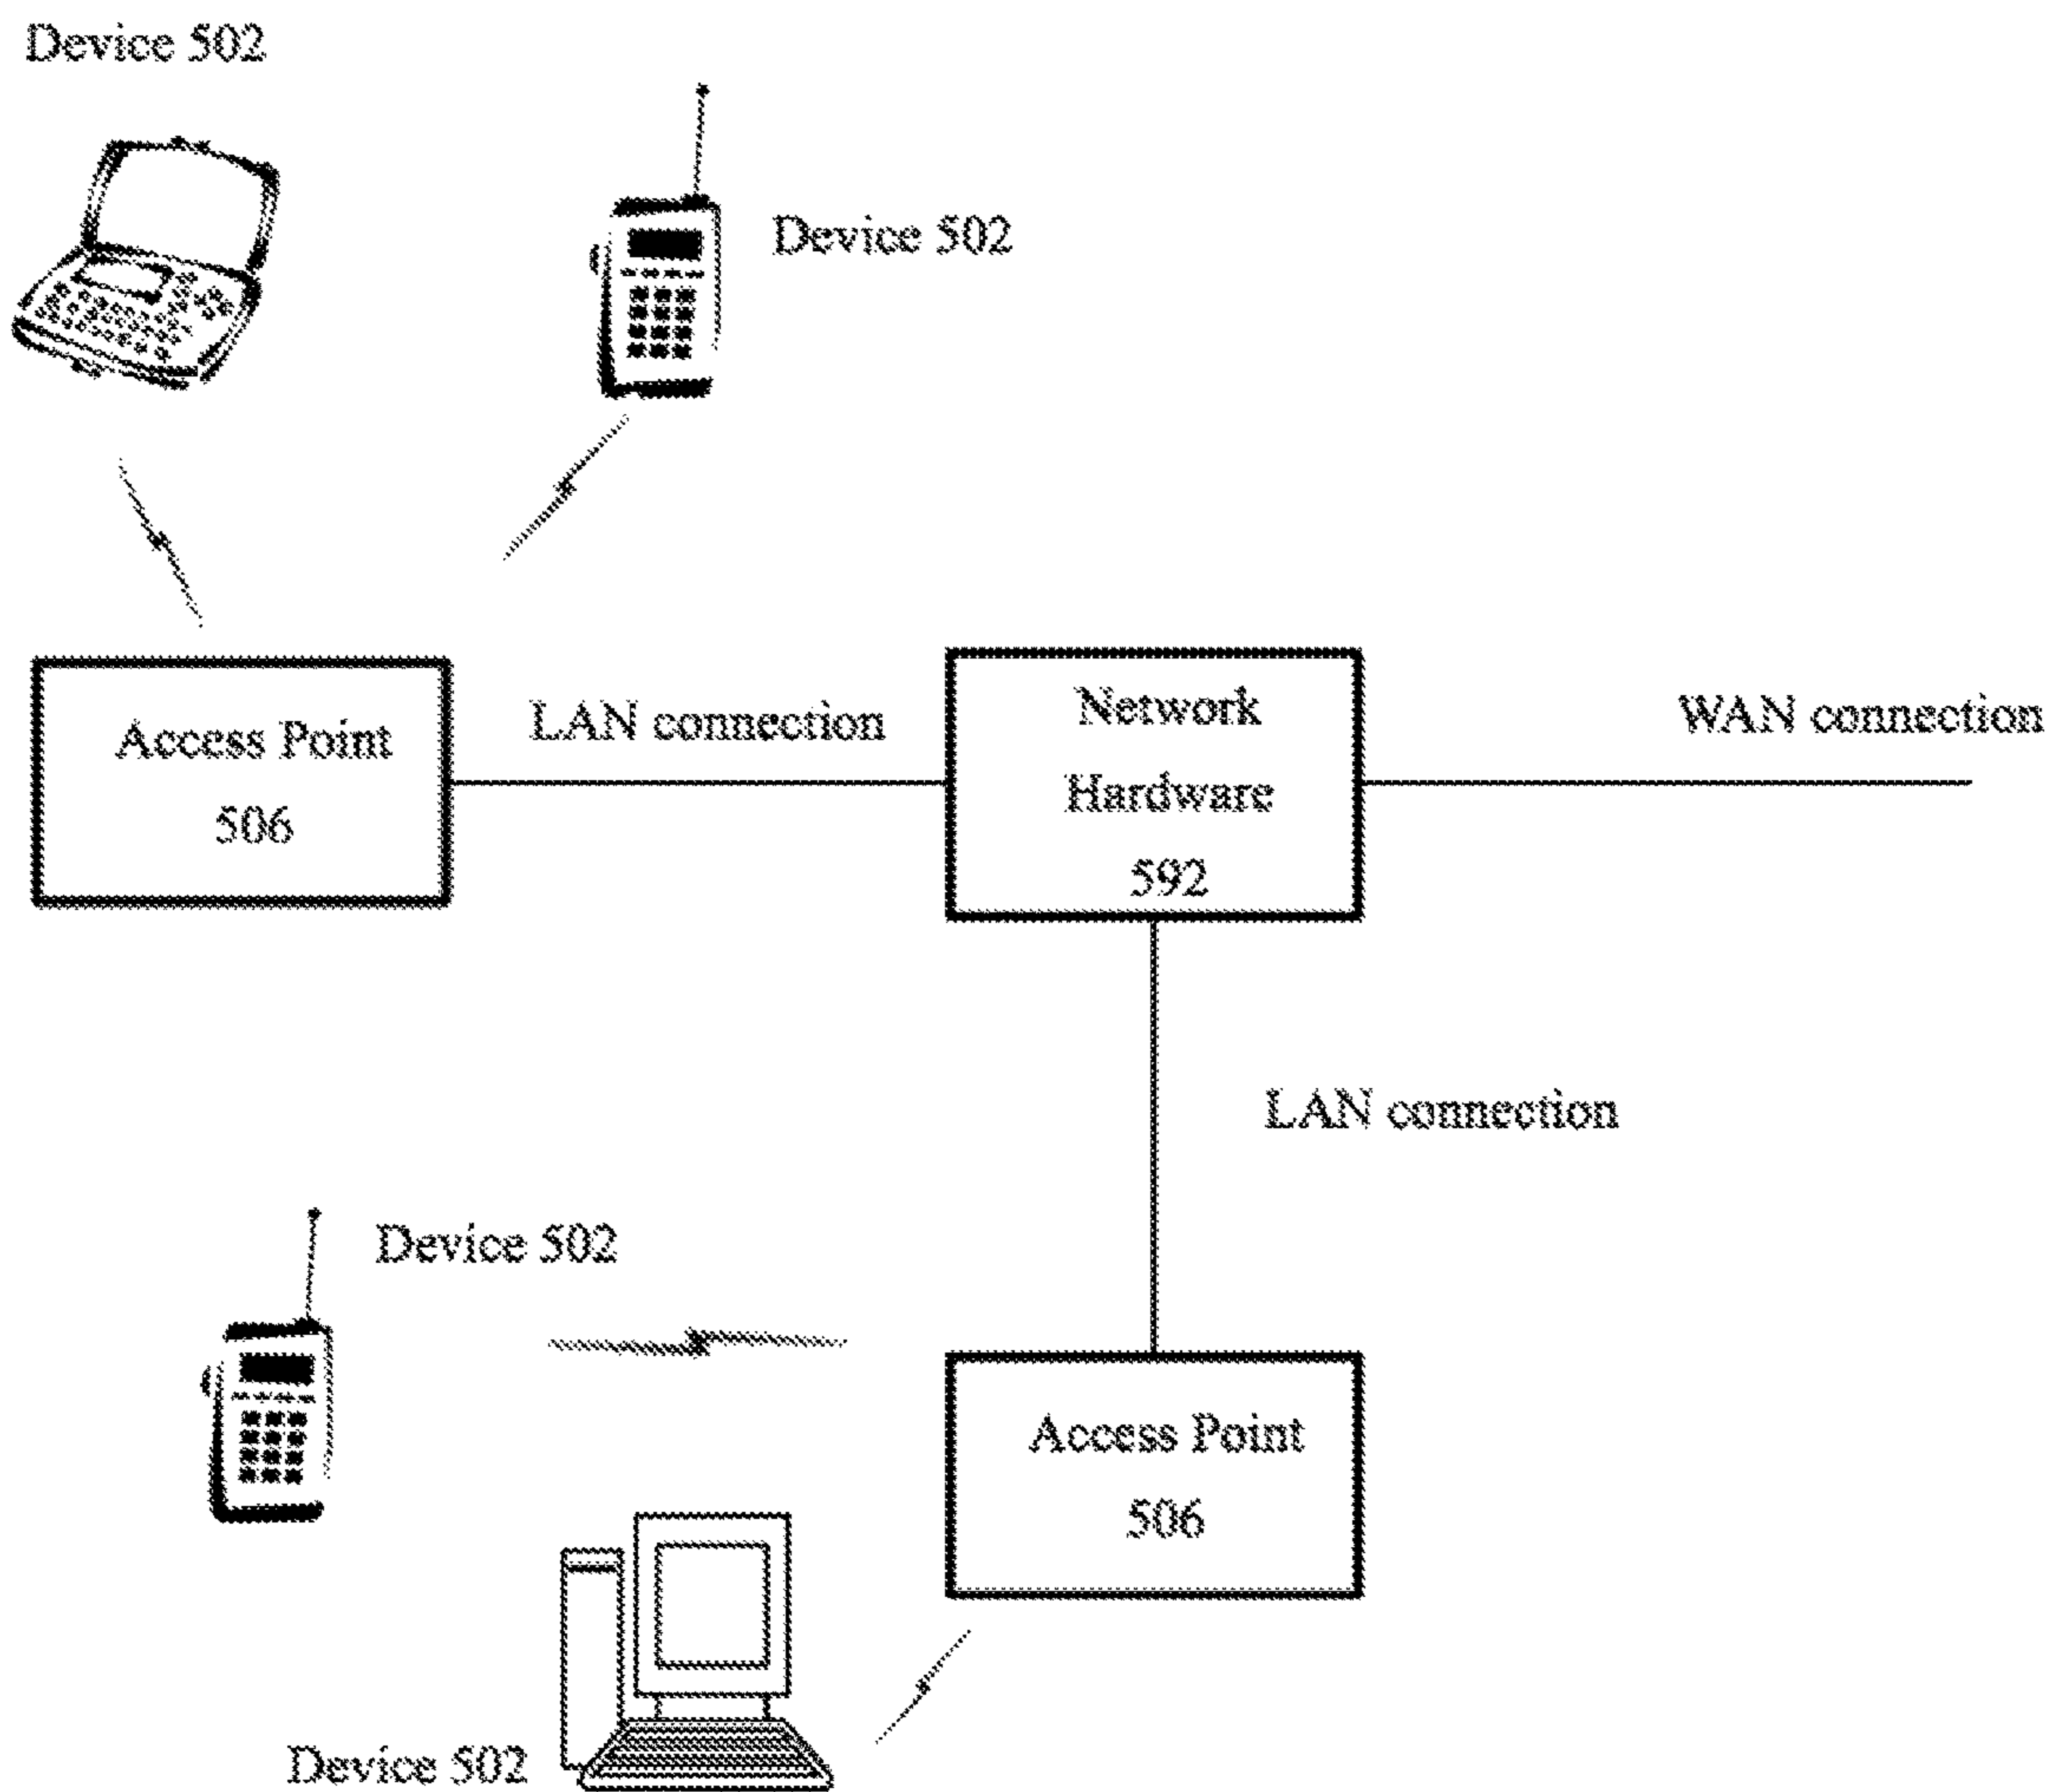 Device 502
Device 502
LAN connection
Network
Hardware
592
WAN connection
Access Point
506
LAN connection
Device 502
Access Point
506
Device 502